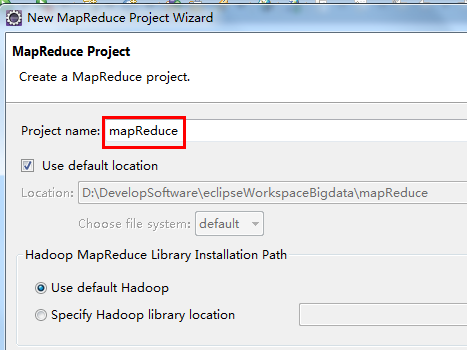 New MapReduce Project Wizard
MapReduce Project
Create a MapReduce project.
Project name: mapReduce
Use default location
Location: D:\DevelopSoftware\eclipseWorkspaceBigdata\mapReduce
Choose file system: default
Hadoop MapReduce Library Installation Path
Use default Hadoop
Specify Hadoop library location